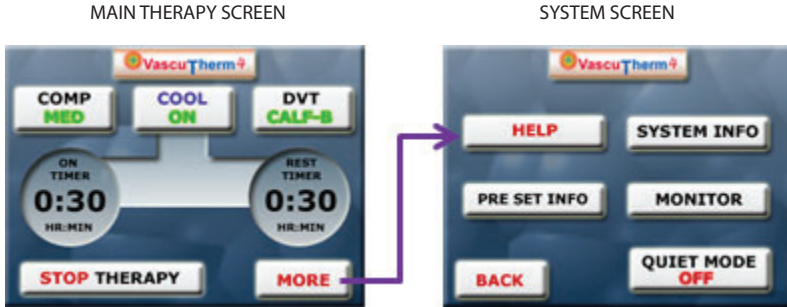 MAIN THERAPY SCREEN
VascuTherm4
COMP
MED
COOL
ON
DVT
CALF-B
ON
TIMER
0:30
HR:MIN
REST
TIMER
0:30
HR:MIN
STOP THERAPY
MORE
SYSTEM SCREEN
VascuTherm4
HELP
SYSTEM INFO
PRE SET INFO
MONITOR
BACK
QUIET MODE
OFF